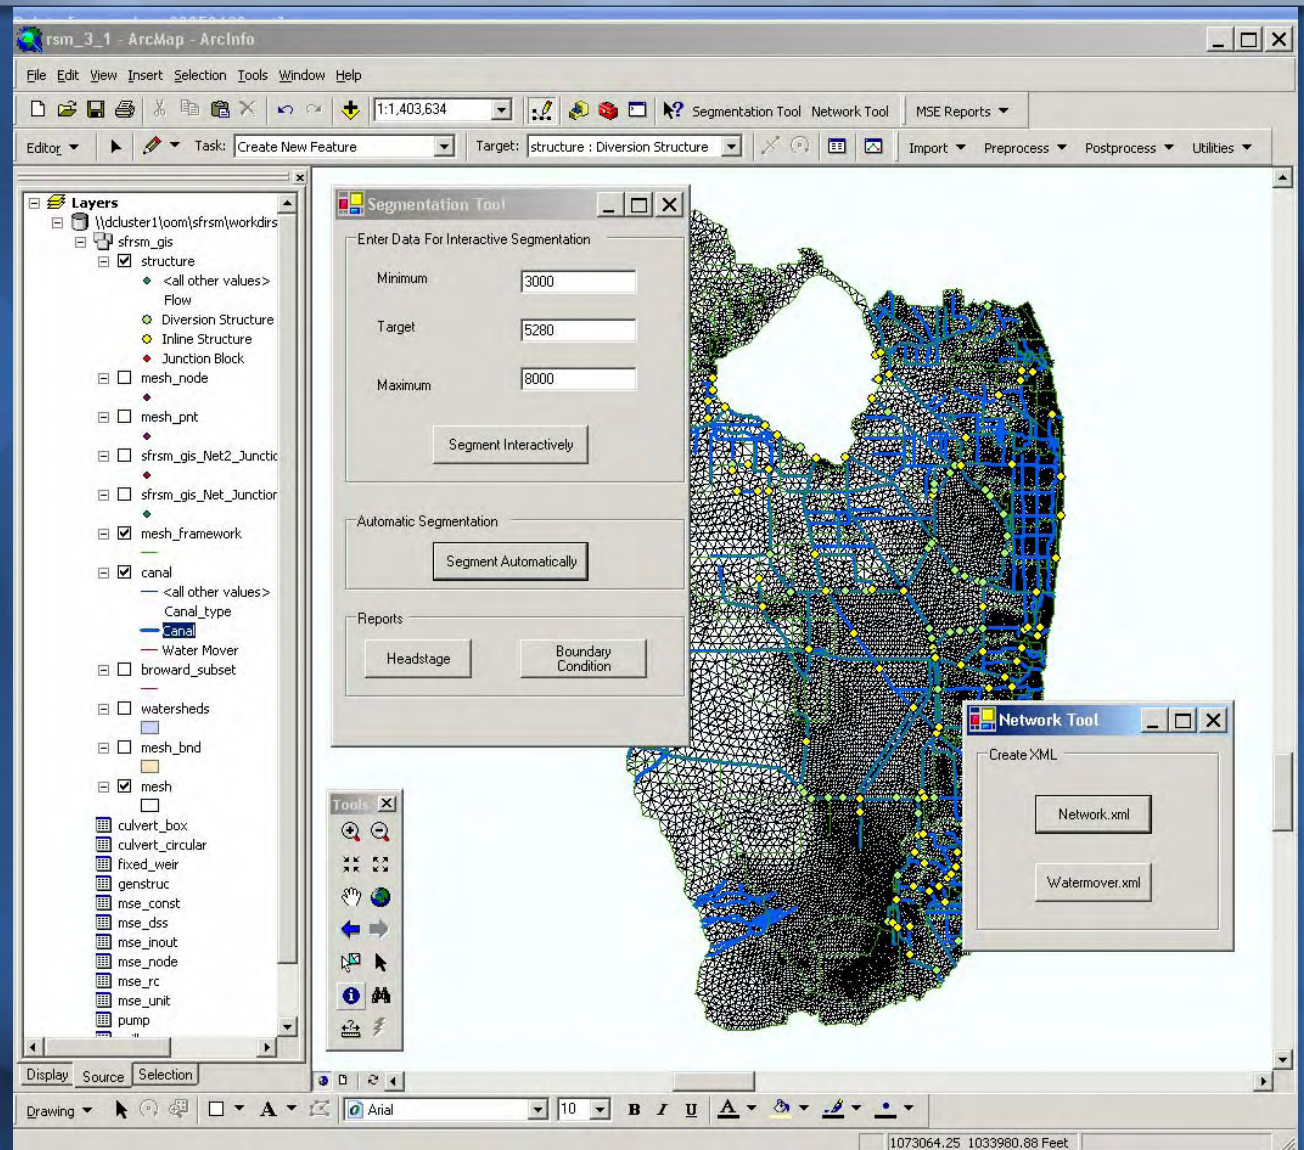 rsm_3_1 - ArcMap - ArcInfo
File Edit View Insert Selection Tools Window Help
1:1,403,634 Segmentation Tool Network Tool MSE Reports
Editor Task: Create New Feature Target: structure : Diversion Structure Import Preprocess Postprocess Utilities
Layers
\\dcluster1\oom\sfrsm\workdirs
sfrsm_gis
structure
<all other values>
Flow
Diversion Structure
Inline Structure
Junction Block
mesh_node
mesh_pnt
sfrsm_gis_Net2_Junctic
sfrsm_gis_Net_Junction
mesh_framework
canal
<all other values>
Canal_type
Canal
Water Mover
broward_subset
watersheds
mesh_bnd
mesh
culvert_box
culvert_circular
fixed_weir
genstruc
mse_const
mse_dss
mse_inout
mse_node
mse_rc
mse_unit
pump
Display Source Selection
Segmentation Tool
Enter Data For Interactive Segmentation
Minimum 3000
Target 5280
Maximum 8000
Segment Interactively
Automatic Segmentation
Segment Automatically
Reports
Headstage
Boundary
Condition
Tools
Network Tool
Create XML
Network.xml
Watermover.xml
Drawing A Arial 10 B I U A
1073064.25 1033980.88 Feet